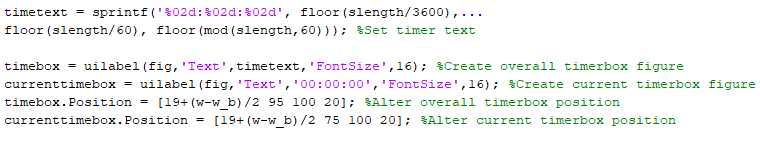 timetext = sprintf('%02d:%02d:%02d', floor(slength/3600),...
floor(slength/60), floor(mod(slength,60))); %Set timer text
timebox = uilabel(fig,'Text',timetext,'FontSize',16); %Create overall timerbox figure
currenttimebox = uilabel(fig,'Text','00:00:00','FontSize',16); %Create current timerbox figure
timebox.Position = [19+(w-w_b)/2 95 100 20]; %Alter overall timerbox position
currenttimebox.Position = [19+(w-w_b)/2 75 100 20]; %Alter current timerbox position